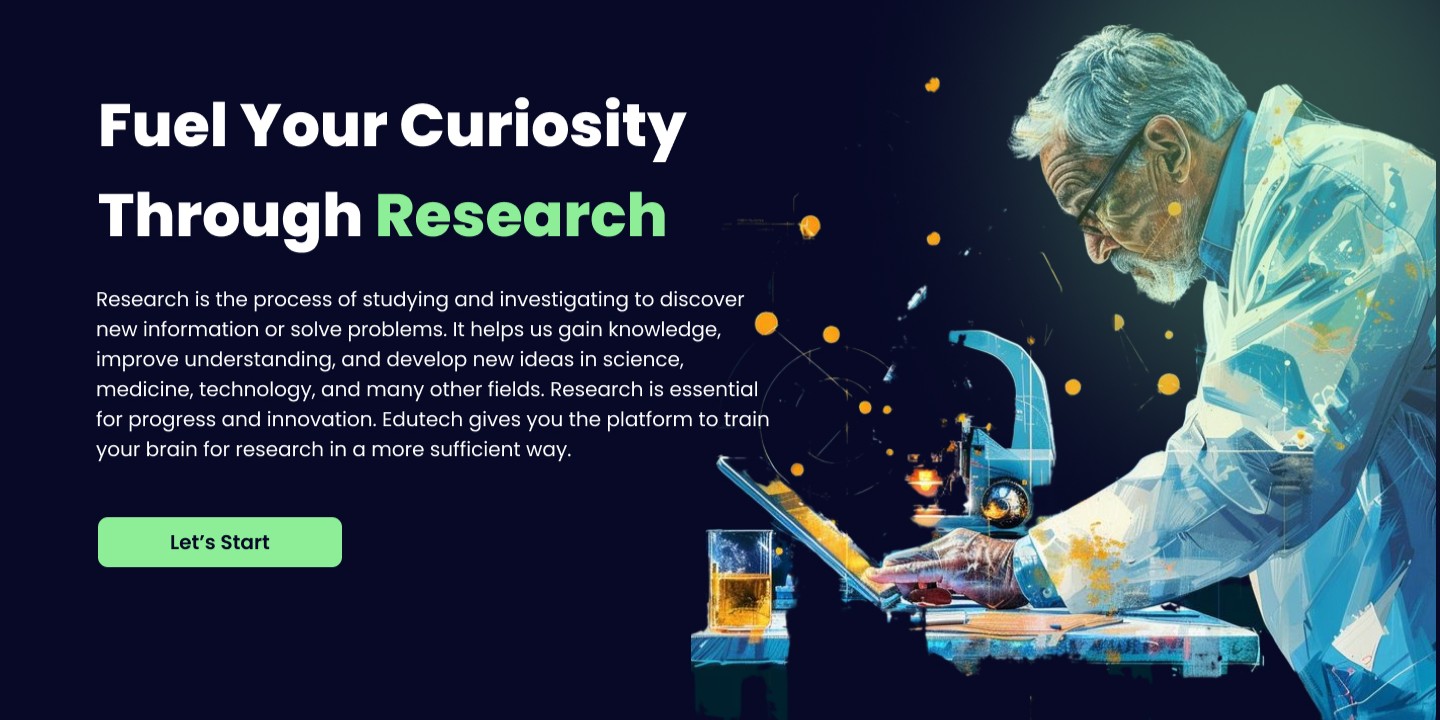 Fuel Your Curiosity
Through Research
Research is the process of studying and investigating to discover
new information or solve problems. It helps us gain knowledge,
improve understanding, and develop new ideas in science,
medicine, technology, and many other fields. Research is essential
for progress and innovation. Edutech gives you the platform to train
your brain for research in a more sufficient way.
Let’s Start